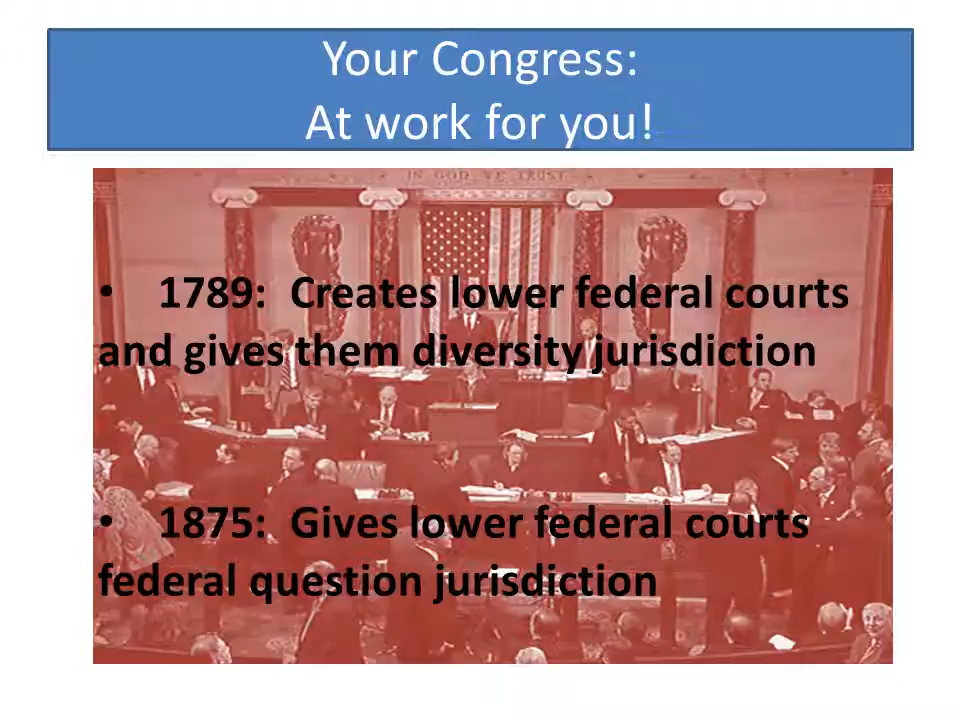 Your Congress:
At work for you!
IN GOD WE TRUST
• 1789: Creates lower federal courts
and gives them diversity jurisdiction
• 1875: Gives lower federal courts
federal question jurisdiction